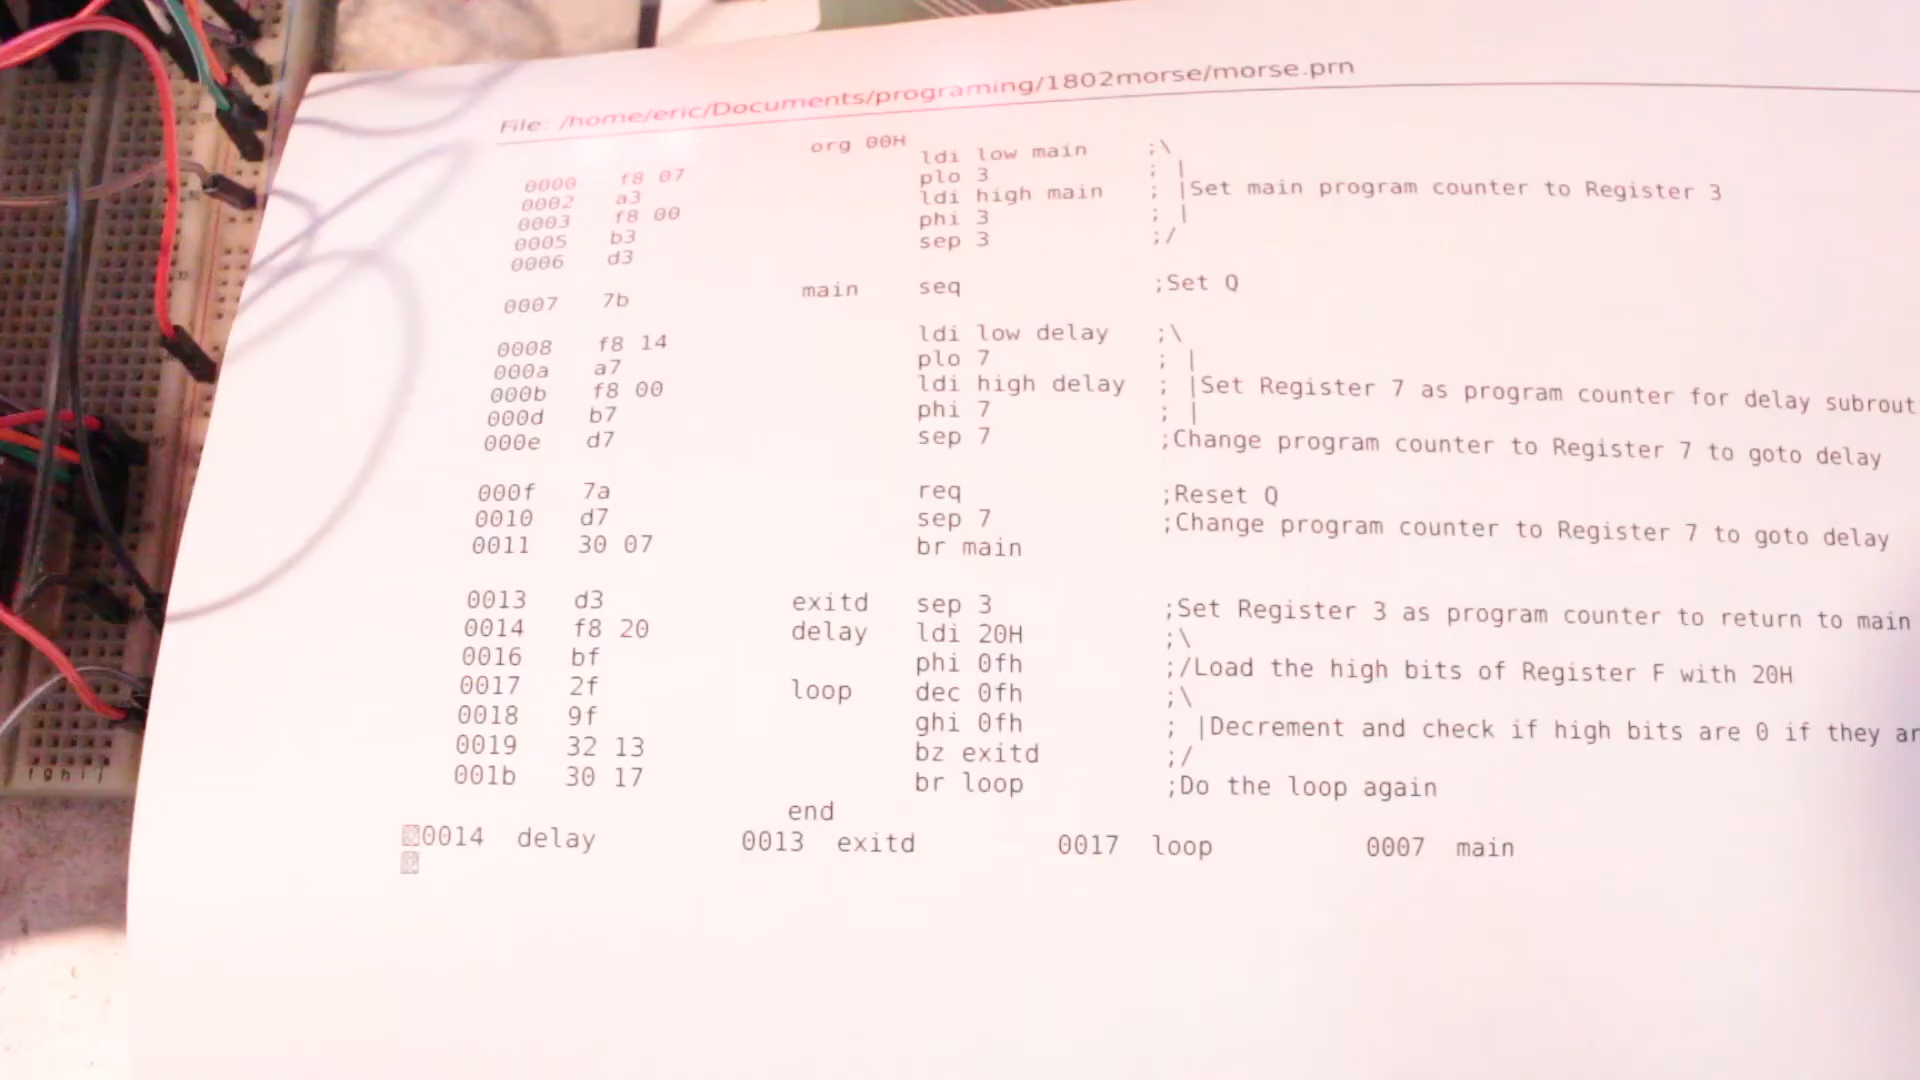 File: /home/eric/Documents/programing/1802morse/morse.prn
org 00H
0000 f8 07 ldi low main ;\
0002 a3 plo 3 ; |
0003 f8 00 ldi high main ; |Set main program counter to Register 3
0005 b3 phi 3 ; |
0006 d3 sep 3 ;/
0007 7b main seq ;Set Q
0008 f8 14 ldi low delay ;\
000a a7 plo 7 ; |
000b f8 00 ldi high delay ; |Set Register 7 as program counter for delay subrout
000d b7 phi 7 ; |
000e d7 sep 7 ;Change program counter to Register 7 to goto delay
000f 7a req ;Reset Q
0010 d7 sep 7 ;Change program counter to Register 7 to goto delay
0011 30 07 br main
0013 d3 exitd sep 3 ;Set Register 3 as program counter to return to main
0014 f8 20 delay ldi 20H ;\
0016 bf phi 0fh ;/Load the high bits of Register F with 20H
0017 2f loop dec 0fh ;\
0018 9f ghi 0fh ; |Decrement and check if high bits are 0 if they ar
0019 32 13 bz exitd ;/
001b 30 17 br loop ;Do the loop again
end
0014 delay 0013 exitd 0017 loop 0007 main
f g h i j